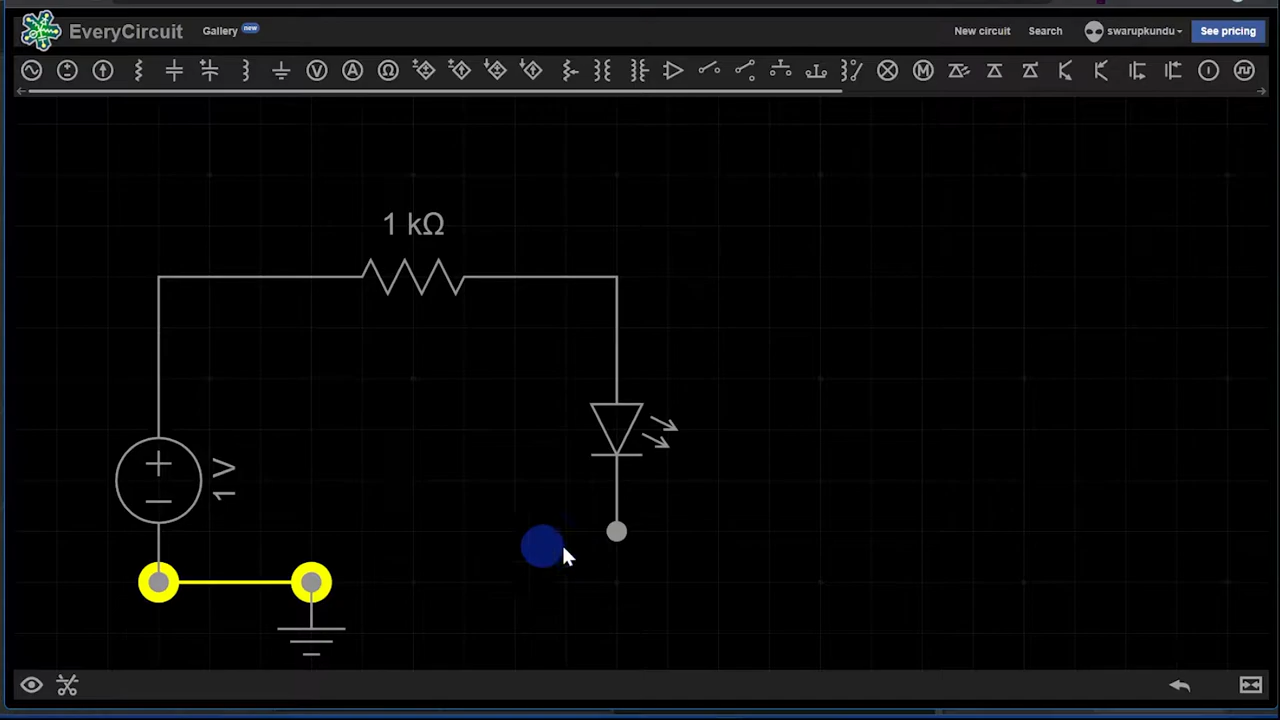 EveryCircuit Gallery new New circuit Search swarupkundu See pricing
1 kΩ
1 V